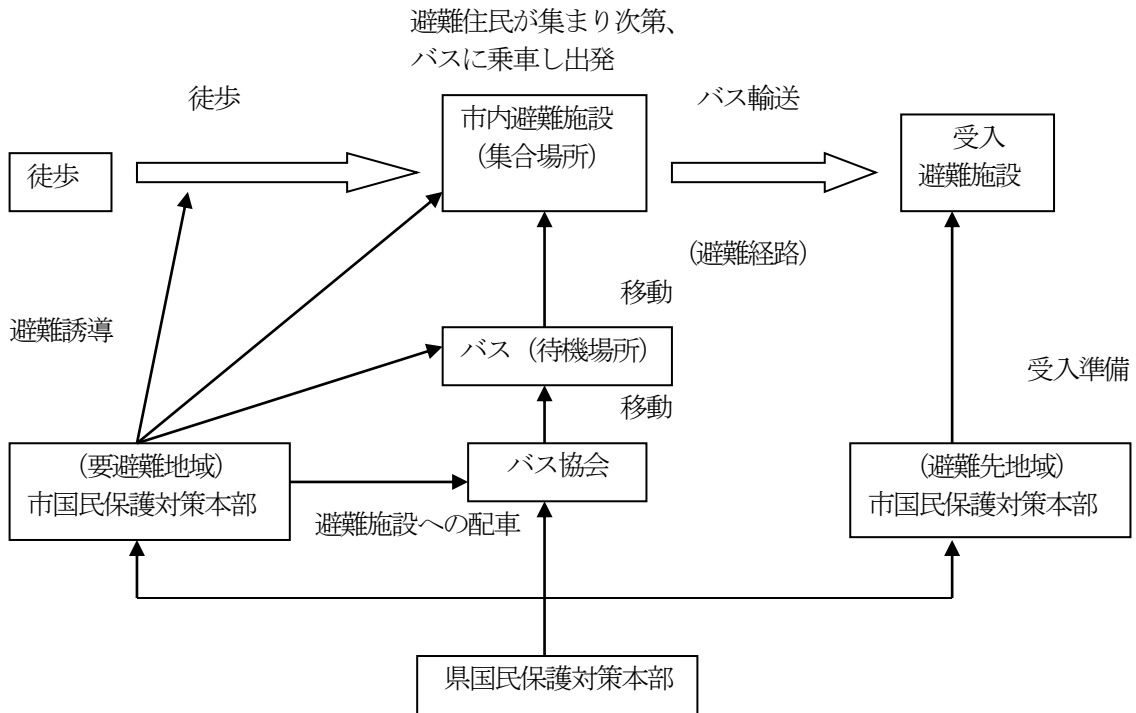 避難住民が集まり次第、
バスに乗車し出発
徒歩
バス輸送
徒歩
市内避難施設
(集合場所)
受入
避難施設
(避難経路)
移動
避難誘導
バス (待機場所)
受入準備
移動
(要避難地域)
市国民保護対策本部
バス協会
(避難先地域)
市国民保護対策本部
避難施設への配車
県国民保護対策本部